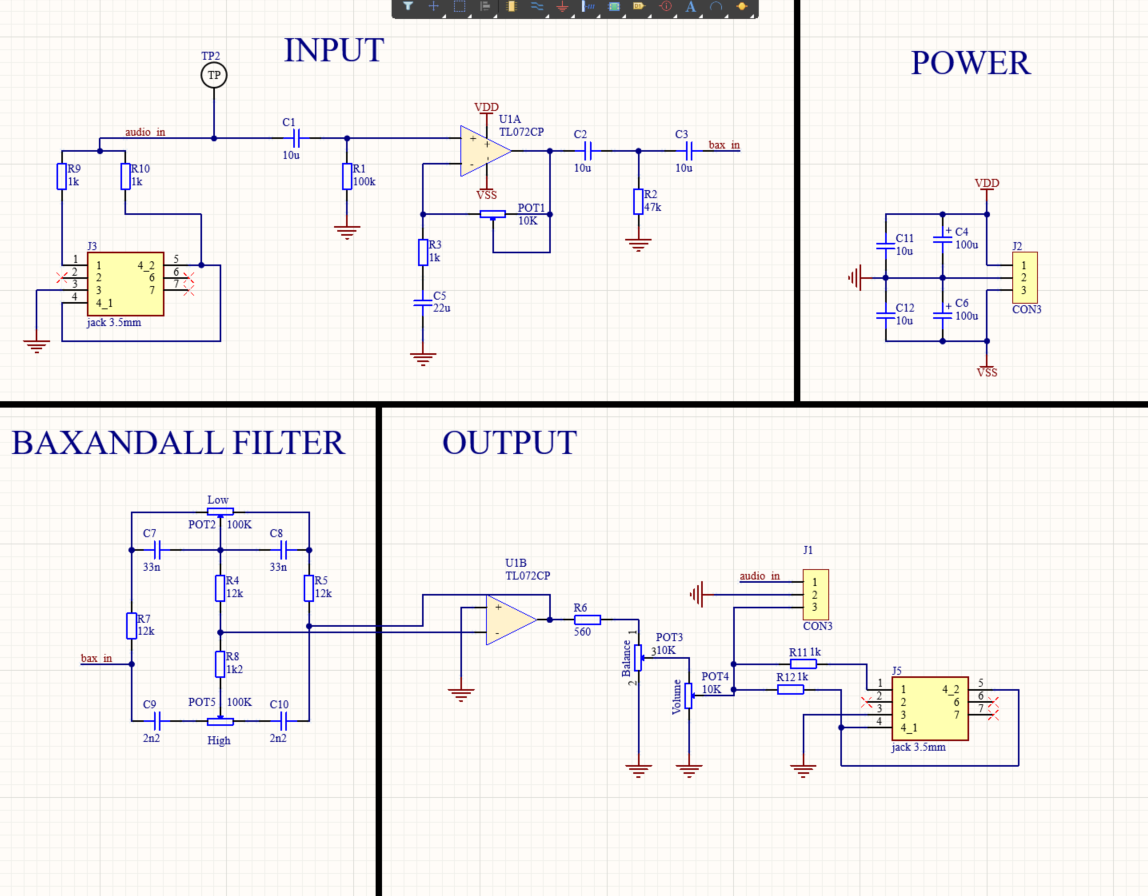 INPUT
TP2
TP
audio_in
C1
10u
R9
1k
R10
1k
R1
100k
VDD
U1A
TL072CP
+
-
VSS
C2
10u
C3
10u
bax_in
R2
47k
POT1
10K
R3
1k
C5
22u
J3
1
2
3
4
1
2
3
4_1
4_2
6
7
5
6
7
jack 3.5mm
POWER
VDD
C11
10u
+
C4
100u
J2
1
2
3
CON3
C12
10u
+
C6
100u
VSS
BAXANDALL FILTER
Low
POT2
100K
C7
33n
C8
33n
R4
12k
R5
12k
R7
12k
bax_in
R8
1k2
POT5
100K
C9
2n2
C10
2n2
High
OUTPUT
U1B
TL072CP
+
-
R6
560
Balance
1
2
3
POT3
10K
Volume
POT4
10K
J1
audio_in
1
2
3
CON3
R11 1k
R12 1k
J5
1
2
3
4
1
2
3
4_1
4_2
6
7
5
6
7
jack 3.5mm